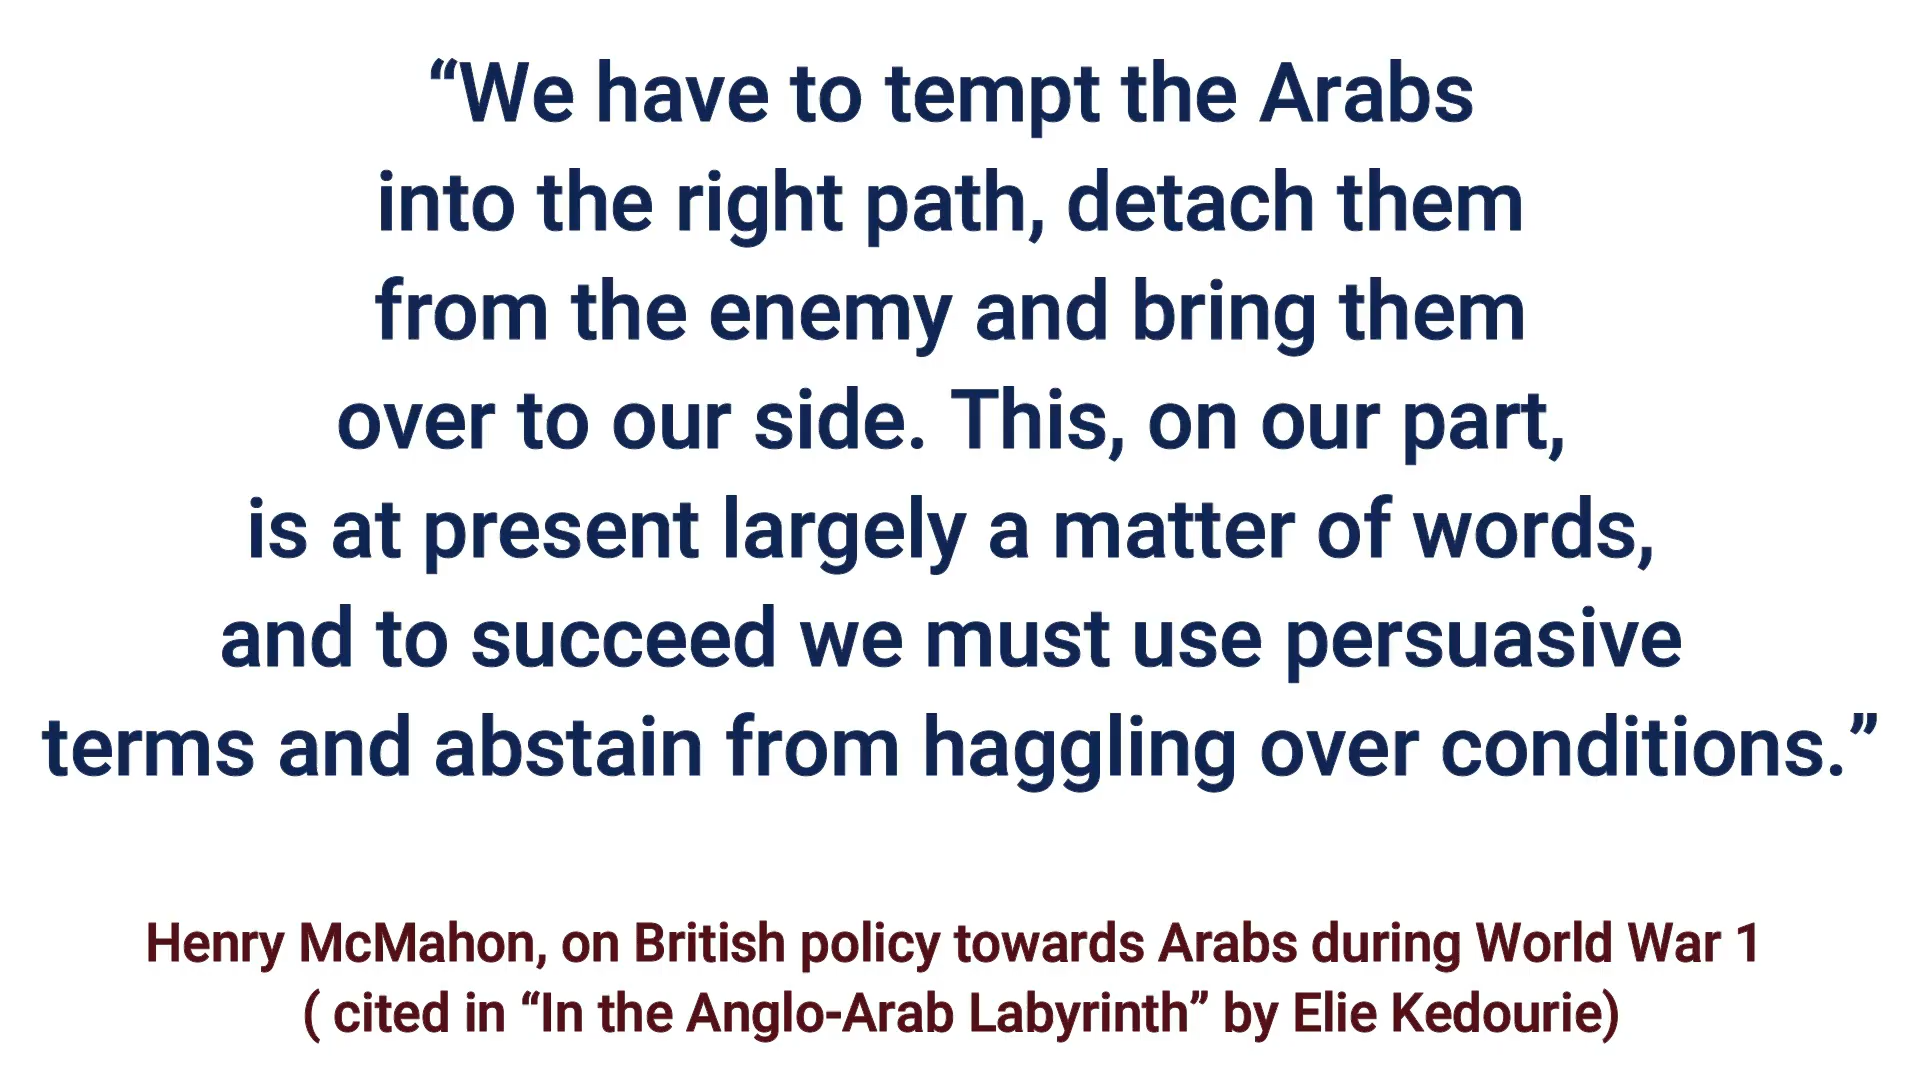 “We have to tempt the Arabs
into the right path, detach them
from the enemy and bring them
over to our side. This, on our part,
is at present largely a matter of words,
and to succeed we must use persuasive
terms and abstain from haggling over conditions.”
Henry McMahon, on British policy towards Arabs during World War 1
( cited in “In the Anglo-Arab Labyrinth” by Elie Kedourie)